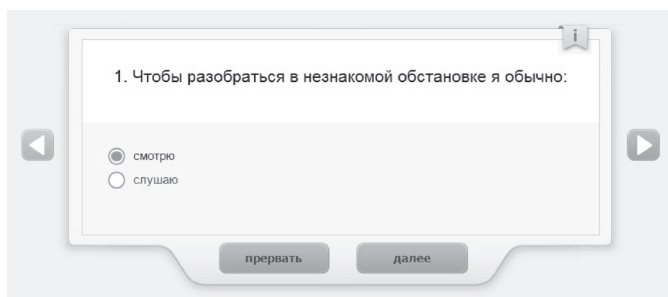 i
1. Чтобы разобраться в незнакомой обстановке я обычно:
смотрю
слушаю
прервать
далее